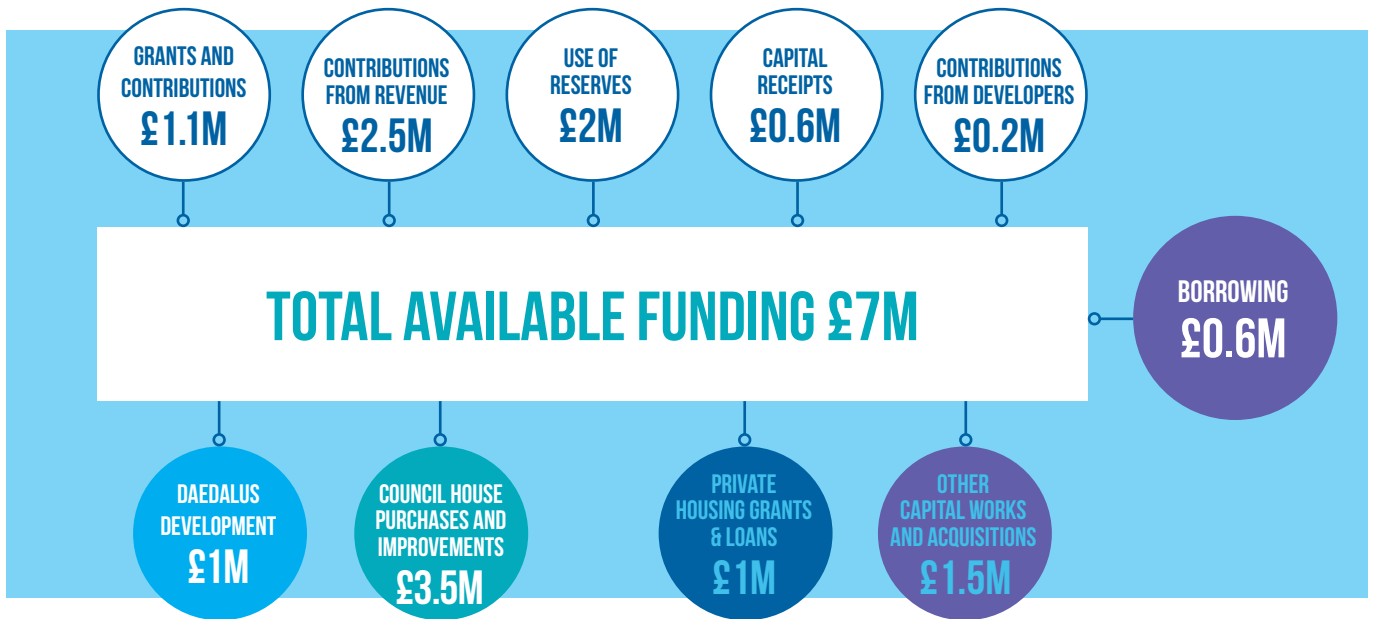 GRANTS AND
CONTRIBUTIONS
£1.1M
CONTRIBUTIONS
FROM REVENUE
£2.5M
USE OF
RESERVES
£2M
CAPITAL
RECEIPTS
£0.6M
CONTRIBUTIONS
FROM DEVELOPERS
£0.2M
TOTAL AVAILABLE FUNDING £7M
BORROWING
£0.6M
DAEDALUS
DEVELOPMENT
£1M
COUNCIL HOUSE
PURCHASES AND
IMPROVEMENTS
£3.5M
PRIVATE
HOUSING GRANTS
& LOANS
£1M
OTHER
CAPITAL WORKS
AND ACQUISITIONS
£1.5M